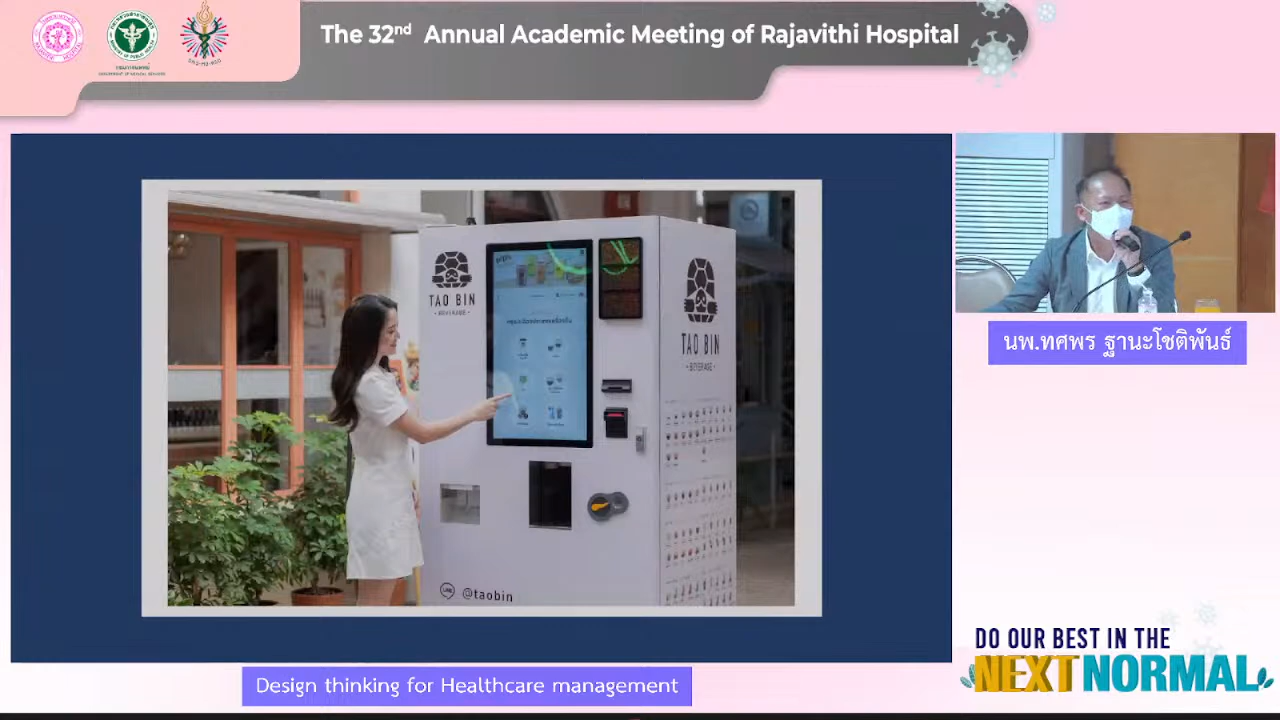 The 32nd Annual Academic Meeting of Rajavithi Hospital
TAO BIN
TAO BIN
- BEVERAGE -
@taobin
นพ.ทศพร ฐานะโชติพันธ์
Design thinking for Healthcare management
DO OUR BEST IN THE
NEXT NORMAL